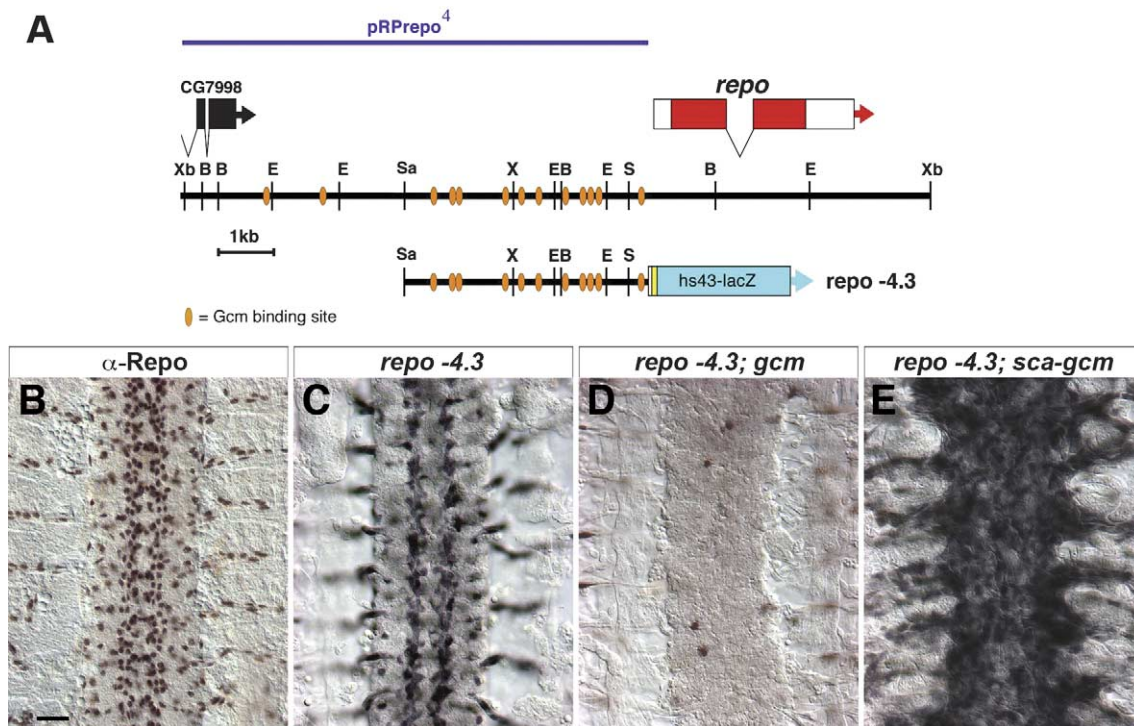 A
pRPrepo4
CG7998
repo
Xb B B E E Sa X EB E S B E Xb
1kb
Sa X EB E S
hs43-lacZ
repo -4.3
= Gcm binding site
α-Repo
repo -4.3
repo -4.3; gcm
repo -4.3; sca-gcm
B
C
D
E